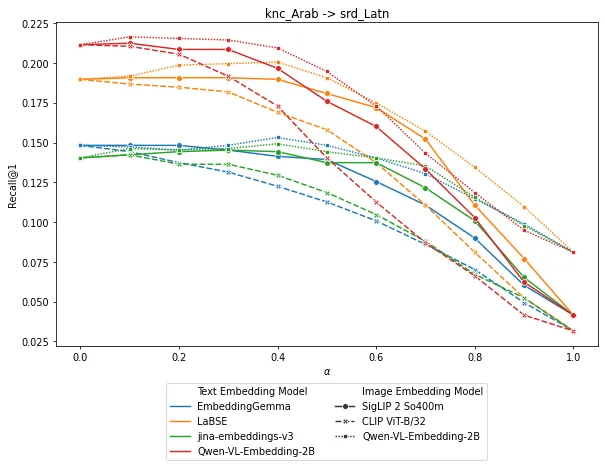 knc_Arab -> srd_Latn
Recall@1
0.225
0.200
0.175
0.150
0.125
0.100
0.075
0.050
0.025
0.0 0.2 0.4 0.6 0.8 1.0
α
Text Embedding Model
EmbeddingGemma
LaBSE
jina-embeddings-v3
Qwen-VL-Embedding-2B
Image Embedding Model
SigLIP 2 So400m
CLIP ViT-B/32
Qwen-VL-Embedding-2B